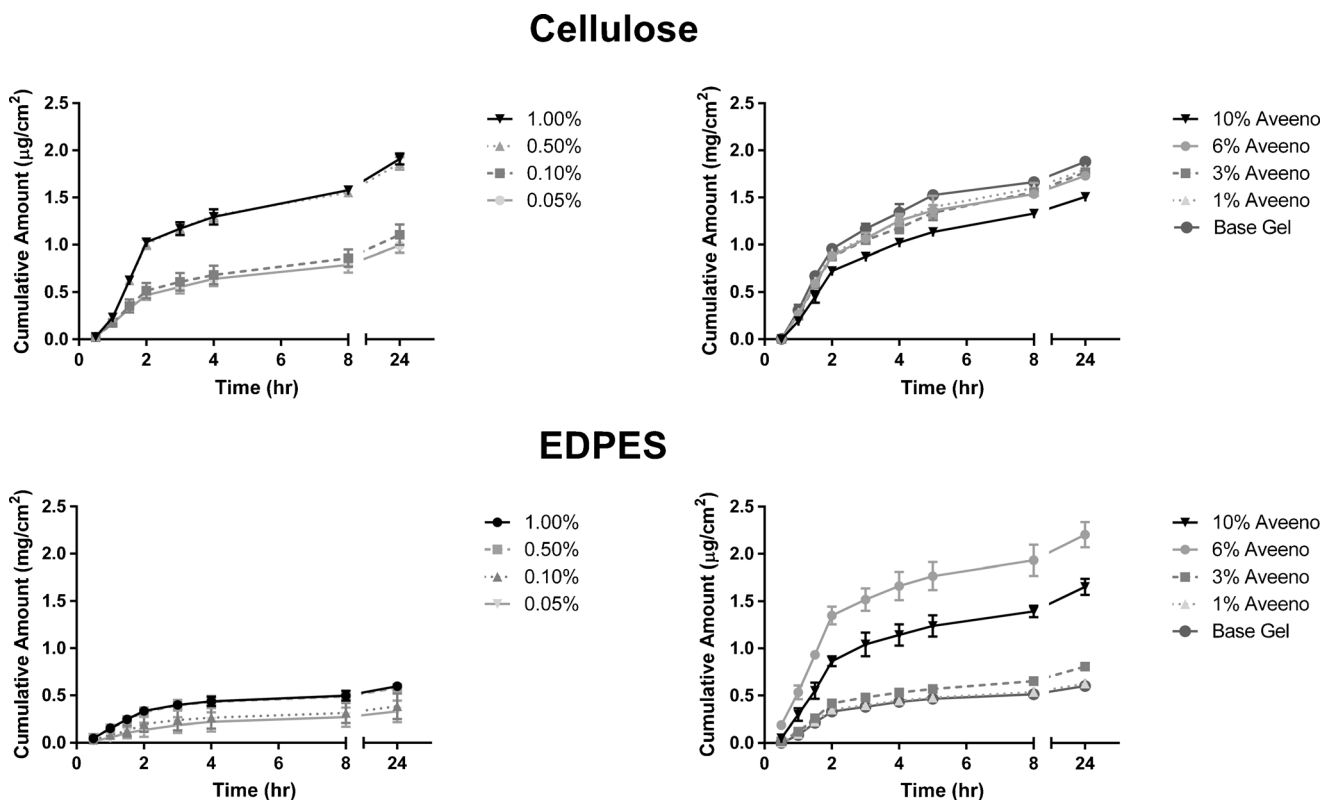 Cellulose
Cumulative Amount (μg/cm²)
2.5
2.0
1.5
1.0
0.5
0.0
0 2 4 6 8 24
Time (hr)
1.00%
0.50%
0.10%
0.05%
Cumulative Amount (mg/cm²)
2.5
2.0
1.5
1.0
0.5
0.0
0 2 4 6 8 24
Time (hr)
10% Aveeno
6% Aveeno
3% Aveeno
1% Aveeno
Base Gel
EDPES
Cumulative Amount (mg/cm²)
2.5
2.0
1.5
1.0
0.5
0.0
0 2 4 6 8 24
Time (hr)
1.00%
0.50%
0.10%
0.05%
Cumulative Amount (μg/cm²)
2.5
2.0
1.5
1.0
0.5
0.0
0 2 4 6 8 24
Time (hr)
10% Aveeno
6% Aveeno
3% Aveeno
1% Aveeno
Base Gel